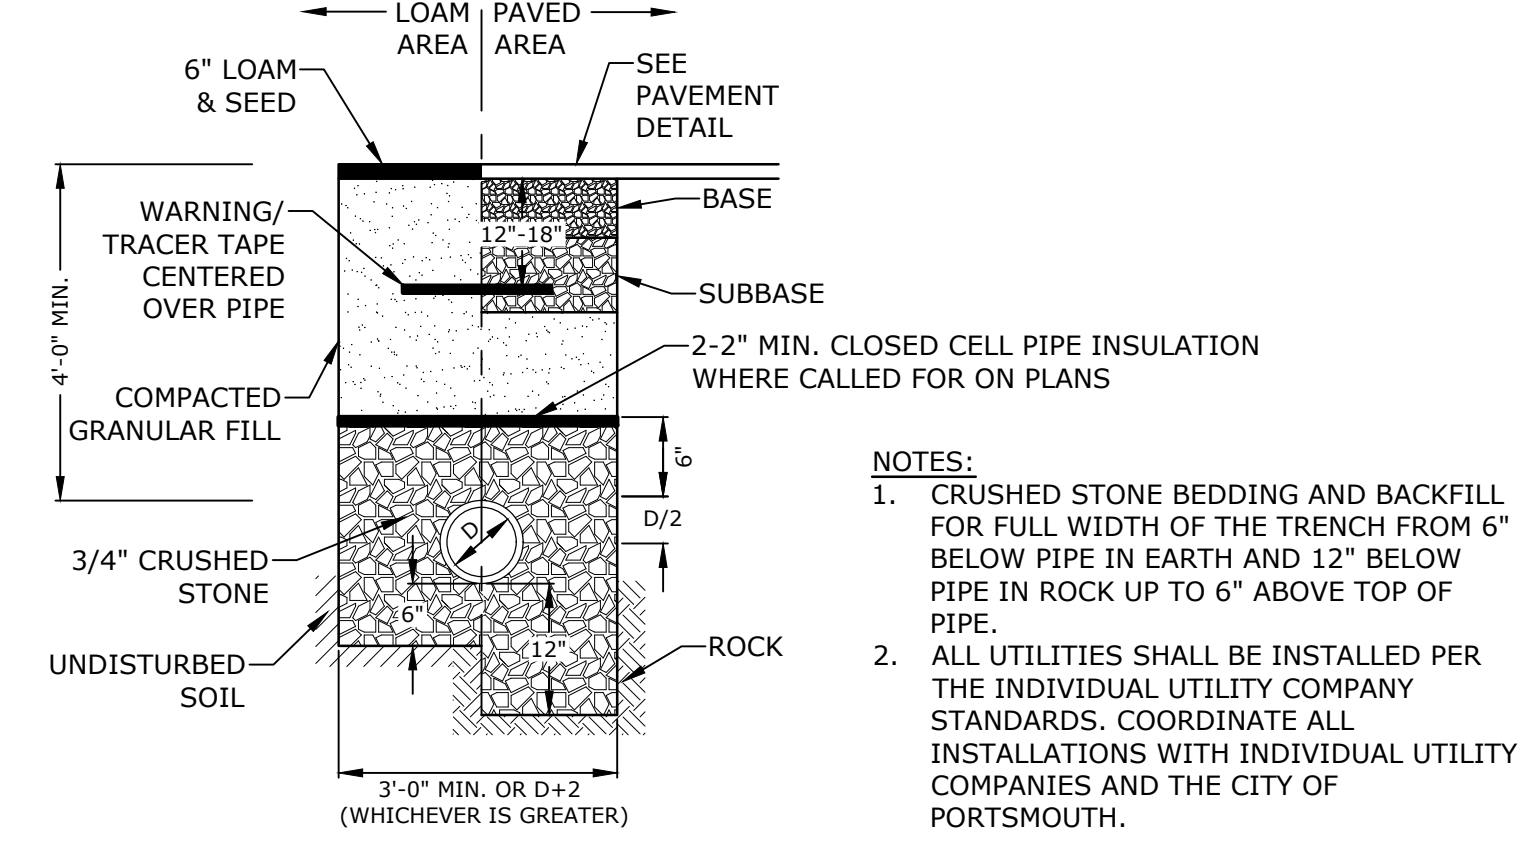 LOAM
AREA
PAVED
AREA
6" LOAM
& SEED
SEE
PAVEMENT
DETAIL
WARNING/
TRACER TAPE
CENTERED
OVER PIPE
BASE
12"-18"
SUBBASE
4'-0" MIN.
2-2" MIN. CLOSED CELL PIPE INSULATION
WHERE CALLED FOR ON PLANS
COMPACTED
GRANULAR FILL
6"
D/2
D
3/4" CRUSHED
STONE
6"
12"
UNDISTURBED
SOIL
ROCK
3'-0" MIN. OR D+2
(WHICHEVER IS GREATER)
NOTES:
1. CRUSHED STONE BEDDING AND BACKFILL
FOR FULL WIDTH OF THE TRENCH FROM 6"
BELOW PIPE IN EARTH AND 12" BELOW
PIPE IN ROCK UP TO 6" ABOVE TOP OF
PIPE.
2. ALL UTILITIES SHALL BE INSTALLED PER
THE INDIVIDUAL UTILITY COMPANY
STANDARDS. COORDINATE ALL
INSTALLATIONS WITH INDIVIDUAL UTILITY
COMPANIES AND THE CITY OF
PORTSMOUTH.